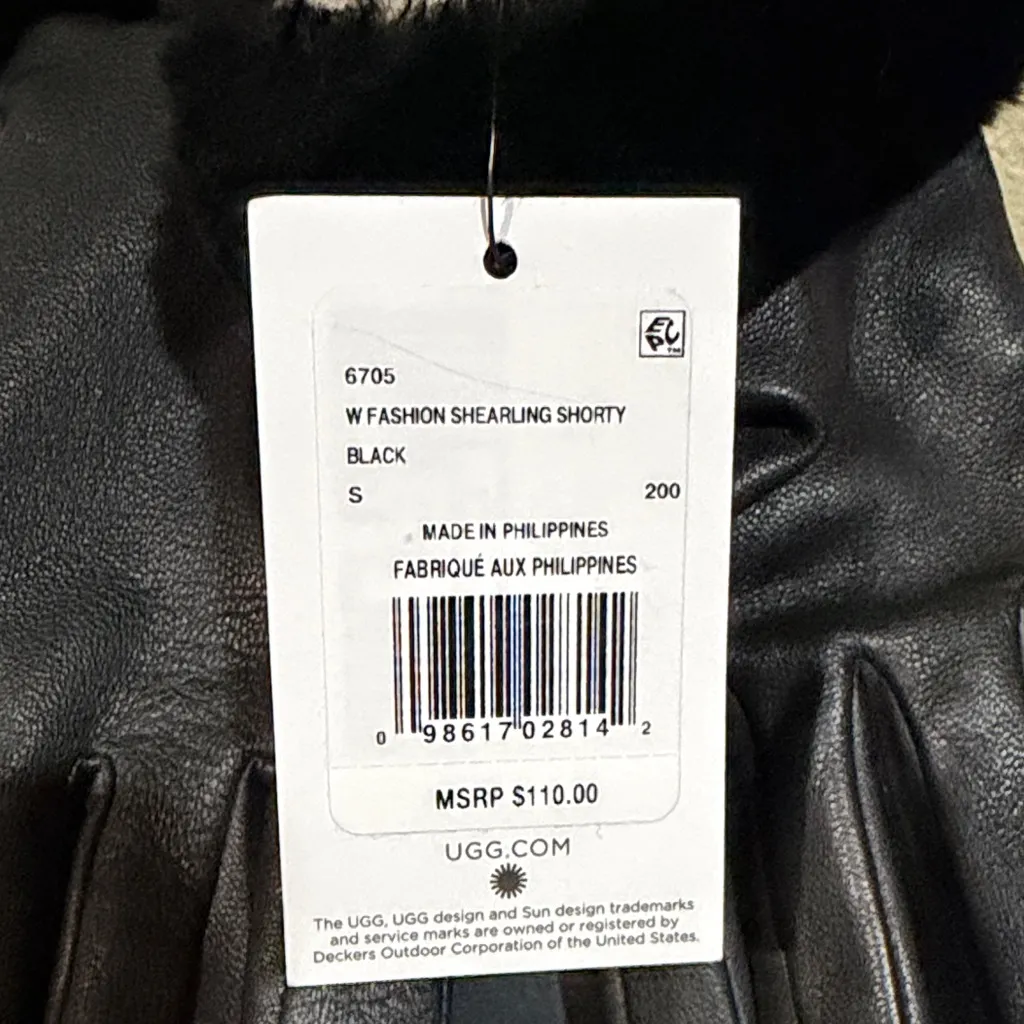 EPC™
6705
W FASHION SHEARLING SHORTY
BLACK
S 200
MADE IN PHILIPPINES
FABRIQUÉ AUX PHILIPPINES
0 98617 02814 2
MSRP $110.00
UGG.COM
The UGG, UGG design and Sun design trademarks
and service marks are owned or registered by
Deckers Outdoor Corporation of the United States.